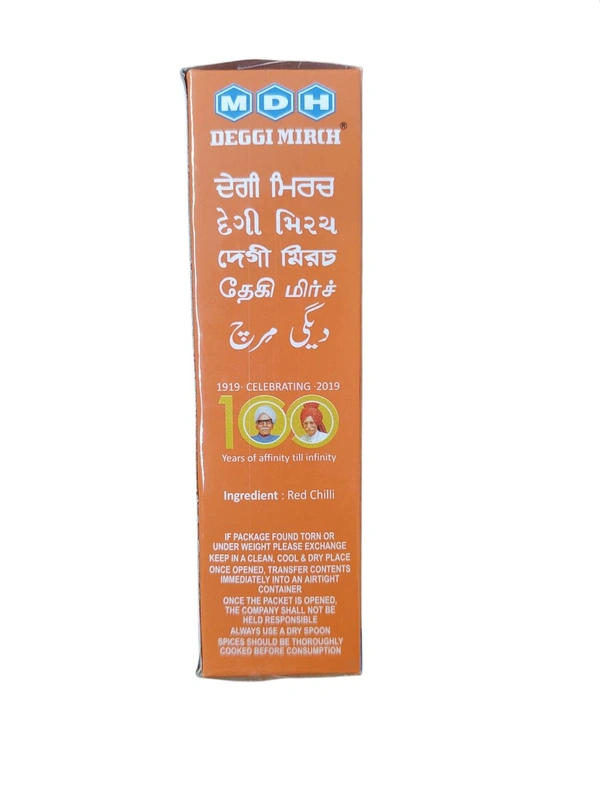 MDH
DEGGI MIRCH®
ਦੇਗੀ ਮਿਰਚ
દેગી મિરચ
দেগী মিরচ
தேகி மிர்ச்
دیگی مرچ
1919· CELEBRATING ·2019
100
Years of affinity till infinity
Ingredient : Red Chilli
IF PACKAGE FOUND TORN OR
UNDER WEIGHT PLEASE EXCHANGE
KEEP IN A CLEAN, COOL & DRY PLACE
ONCE OPENED, TRANSFER CONTENTS
IMMEDIATELY INTO AN AIRTIGHT
CONTAINER
ONCE THE PACKET IS OPENED,
THE COMPANY SHALL NOT BE
HELD RESPONSIBLE
ALWAYS USE A DRY SPOON
SPICES SHOULD BE THOROUGHLY
COOKED BEFORE CONSUMPTION